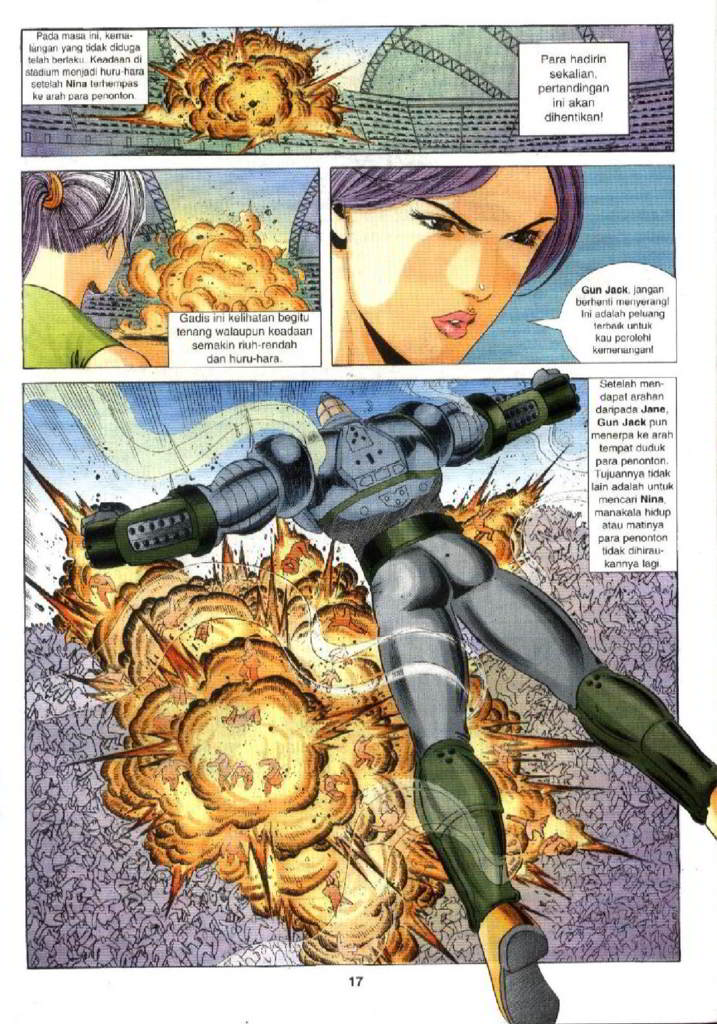 Pada masa ini, kema-
langan yang tidak diduga
telah berlaku. Keadaan di
stadium menjadi huru-hara
setelah Nina terhempas
ke arah para penonton.
Para hadirin
sekalian,
pertandingan
ini akan
dihentikan!
Gadis ini kelihatan begitu
tenang walaupun keadaan
semakin riuh-rendah
dan huru-hara.
Gun Jack, jangan
berhenti menyerang!
Ini adalah peluang
terbaik untuk
kau perolehi
kemenangan!
Setelah men-
dapat arahan
daripada Jane,
Gun Jack pun
menerpa ke arah
tempat duduk
para penonton.
Tujuannya tidak
lain adalah untuk
mencari Nina,
manakala hidup
atau matinya
para penonton
tidak dihirau-
kannya lagi.
17